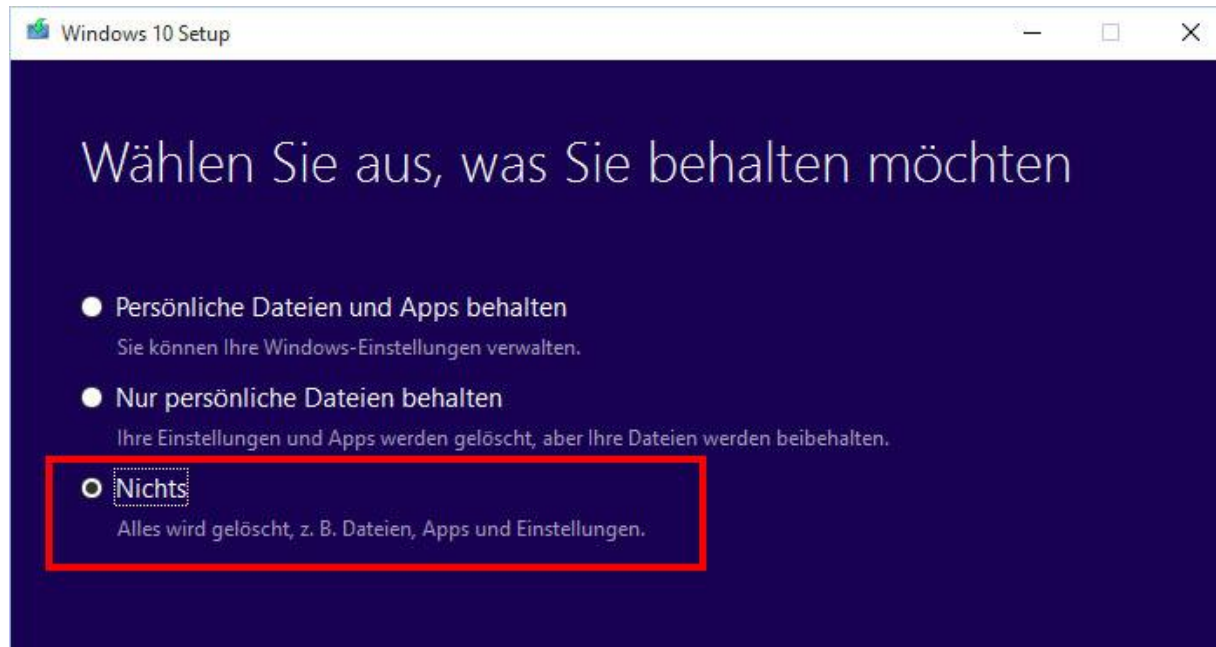 Windows 10 Setup
Wählen Sie aus, was Sie behalten möchten
Persönliche Dateien und Apps behalten
Sie können Ihre Windows-Einstellungen verwalten.
Nur persönliche Dateien behalten
Ihre Einstellungen und Apps werden gelöscht, aber Ihre Dateien werden beibehalten.
Nichts
Alles wird gelöscht, z. B. Dateien, Apps und Einstellungen.